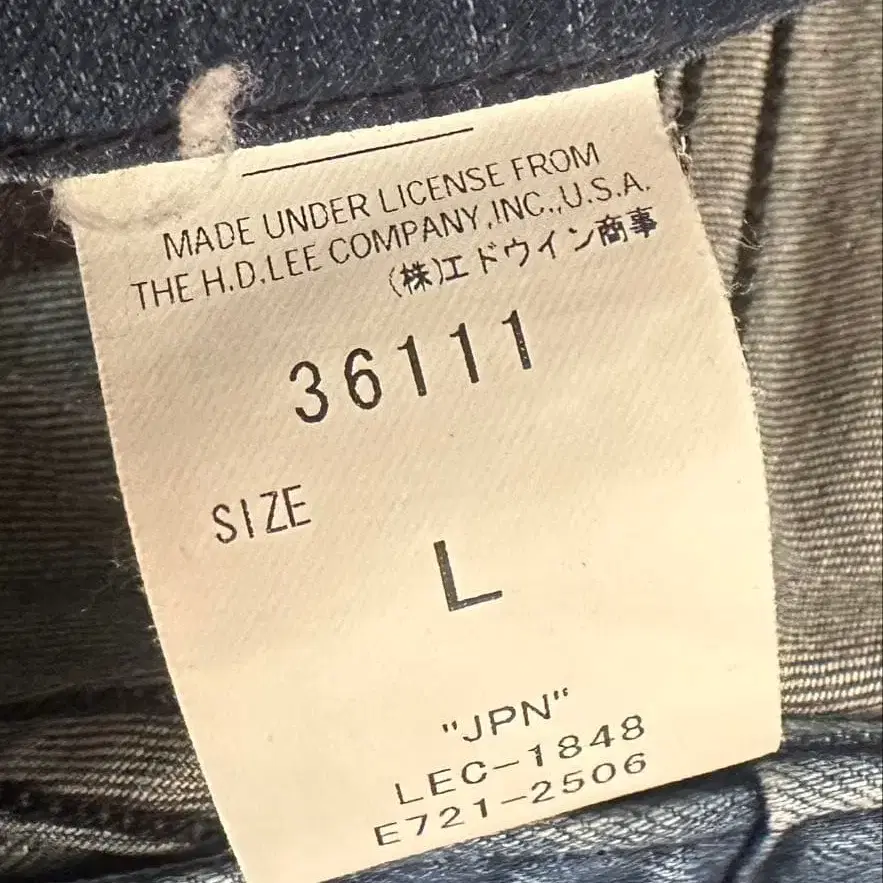 MADE UNDER LICENSE FROM
THE H.D.LEE COMPANY,INC.,U.S.A.
(株)エドウイン商事
36111
SIZE
L
"JPN"
LEC-1848
E721-2506